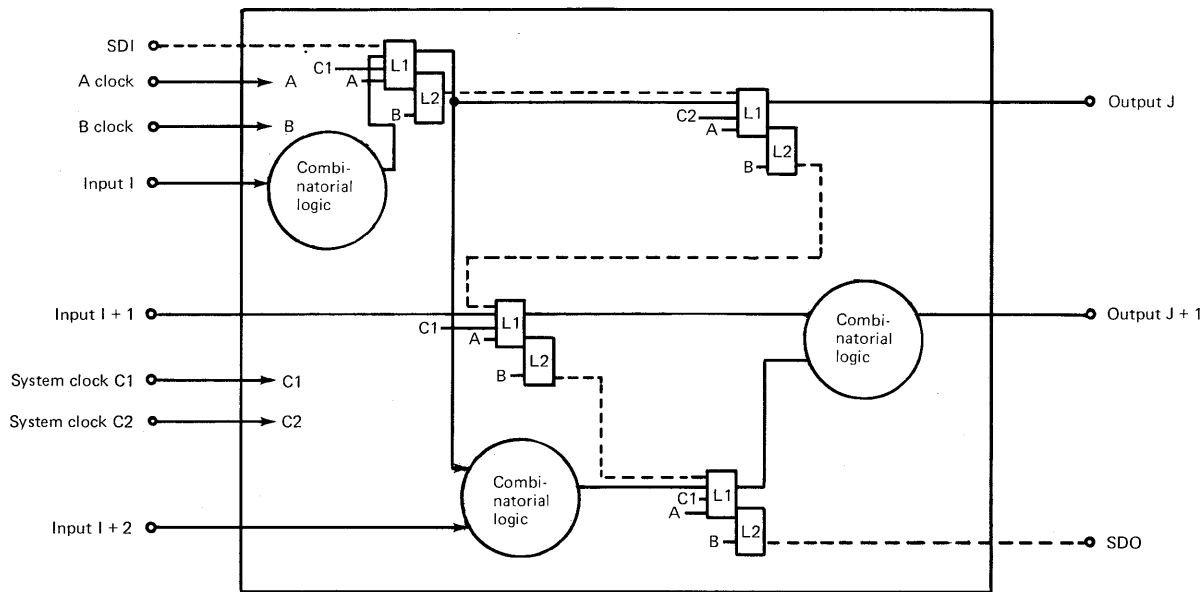 SDI
L1
C1
A clock
A
A
L2
B
Output J
L1
C2
A
B clock
B
Combi-
natorial
logic
L2
B
Input I
Input I + 1
L1
C1
A
L2
B
Combi-
natorial
logic
Output J + 1
System clock C1
C1
System clock C2
C2
Combi-
natorial
logic
L1
C1
A
L2
B
Input I + 2
SDO